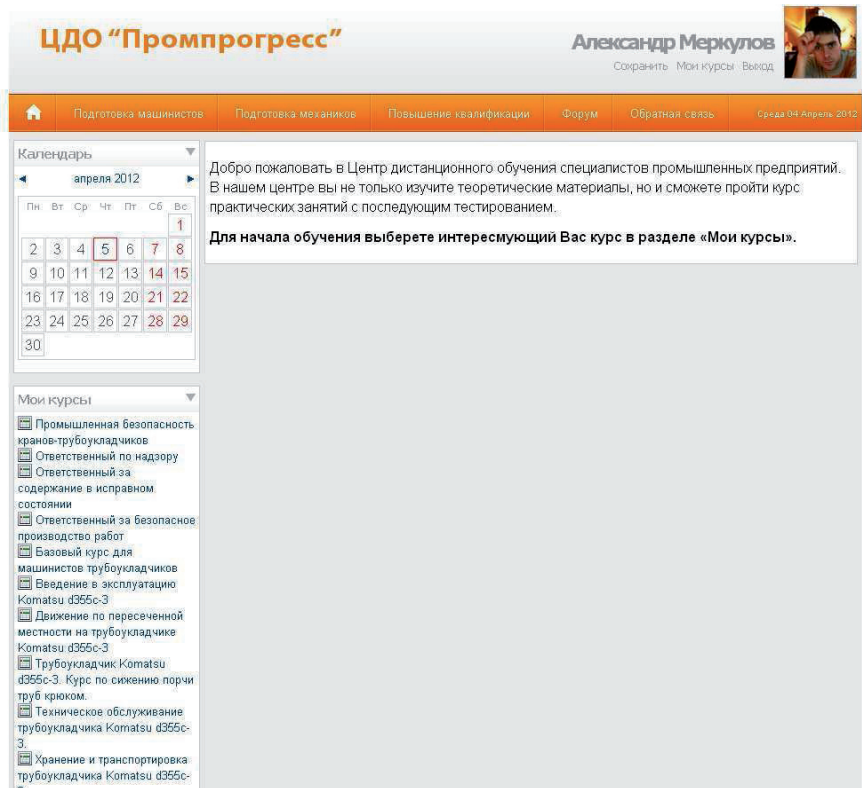 ЦДО “Промпрогресс”
Александр Меркулов
Сохранить Мои курсы Выход
Подготовка машинистов Подготовка механиков Повышение квалификации Форум Обратная связь Среда 04 Апрель 2012
Календарь
апреля 2012
Пн Вт Ср Чт Пт Сб Вс
1
2 3 4 5 6 7 8
9 10 11 12 13 14 15
16 17 18 19 20 21 22
23 24 25 26 27 28 29
30
Добро пожаловать в Центр дистанционного обучения специалистов промышленных предприятий.
В нашем центре вы не только изучите теоретические материалы, но и сможете пройти курс
практических занятий с последующим тестированием.
Для начала обучения выберете интересмующий Вас курс в разделе «Мои курсы».
Мои курсы
Промышленная безопасность
кранов-трубоукладчиков
Ответственный по надзору
Ответственный за
содержание в исправном
состоянии
Ответственный за безопасное
производство работ
Базовый курс для
машинистов трубоукладчиков
Введение в эксплуатацию
Komatsu d355c-3
Движение по пересеченной
местности на трубоукладчике
Komatsu d355c-3
Трубоукладчик Komatsu
d355c-3. Курс по сижению порчи
труб крюком.
Техническое обслуживание
трубоукладчика Komatsu d355c-
3.
Хранение и транспортировка
трубоукладчика Komatsu d355c-